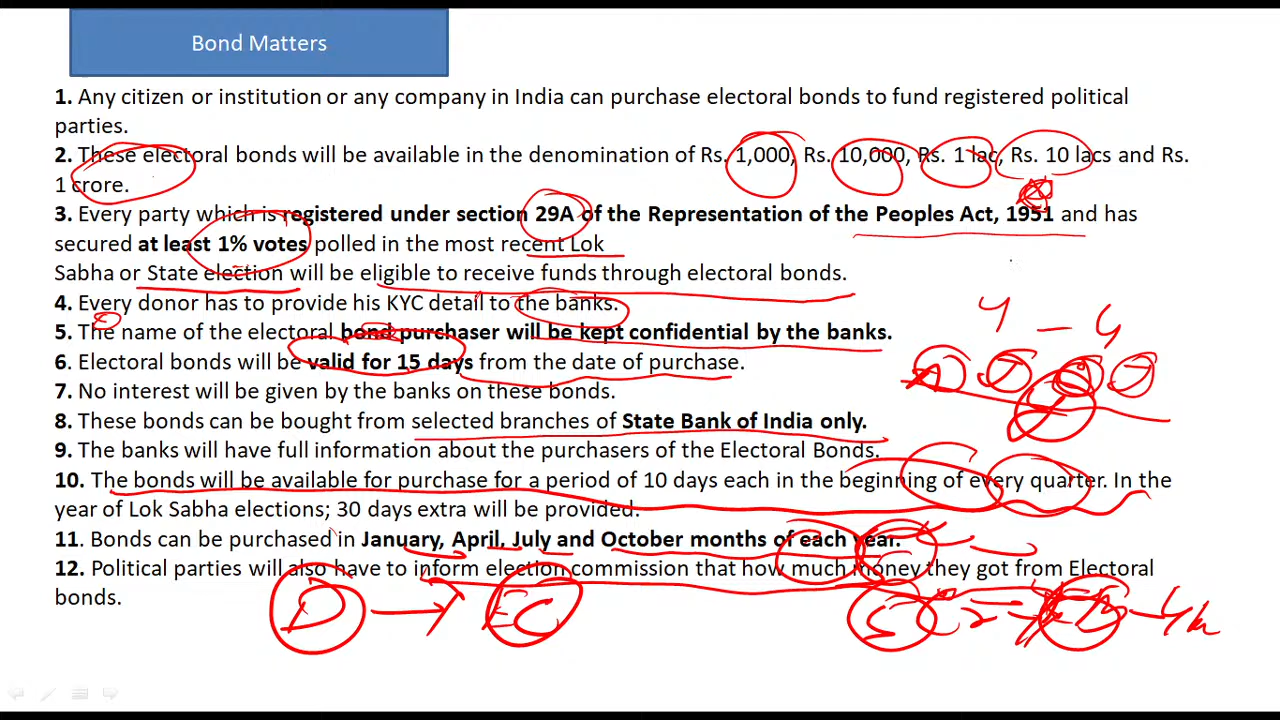 Bond Matters
1. Any citizen or institution or any company in India can purchase electoral bonds to fund registered political
parties.
2. These electoral bonds will be available in the denomination of Rs. 1,000, Rs. 10,000, Rs. 1 lac, Rs. 10 lacs and Rs.
1 crore.
3. Every party which is registered under section 29A of the Representation of the Peoples Act, 1951 and has
secured at least 1% votes polled in the most recent Lok
Sabha or State election will be eligible to receive funds through electoral bonds.
4. Every donor has to provide his KYC detail to the banks.
4 – 4
5. The name of the electoral bond purchaser will be kept confidential by the banks.
6. Electoral bonds will be valid for 15 days from the date of purchase.
7. No interest will be given by the banks on these bonds.
8. These bonds can be bought from selected branches of State Bank of India only.
9. The banks will have full information about the purchasers of the Electoral Bonds.
10. The bonds will be available for purchase for a period of 10 days each in the beginning of every quarter. In the
year of Lok Sabha elections; 30 days extra will be provided.
11. Bonds can be purchased in January, April, July and October months of each year.
12. Political parties will also have to inform election commission that how much money they got from Electoral
bonds.
D EC